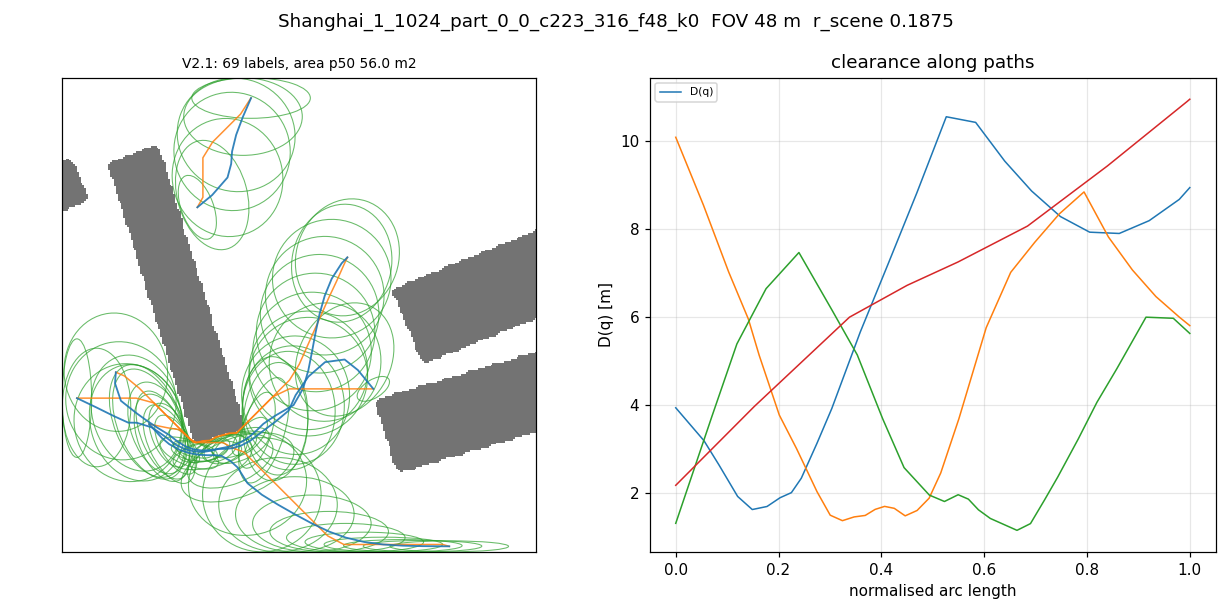 Shanghai_1_1024_part_0_0_c223_316_f48_k0  FOV 48 m  r_scene 0.1875
V2.1: 69 labels, area p50 56.0 m2
clearance along paths
D(q)
D(q) [m]
10
8
6
4
2
0.0 0.2 0.4 0.6 0.8 1.0
normalised arc length